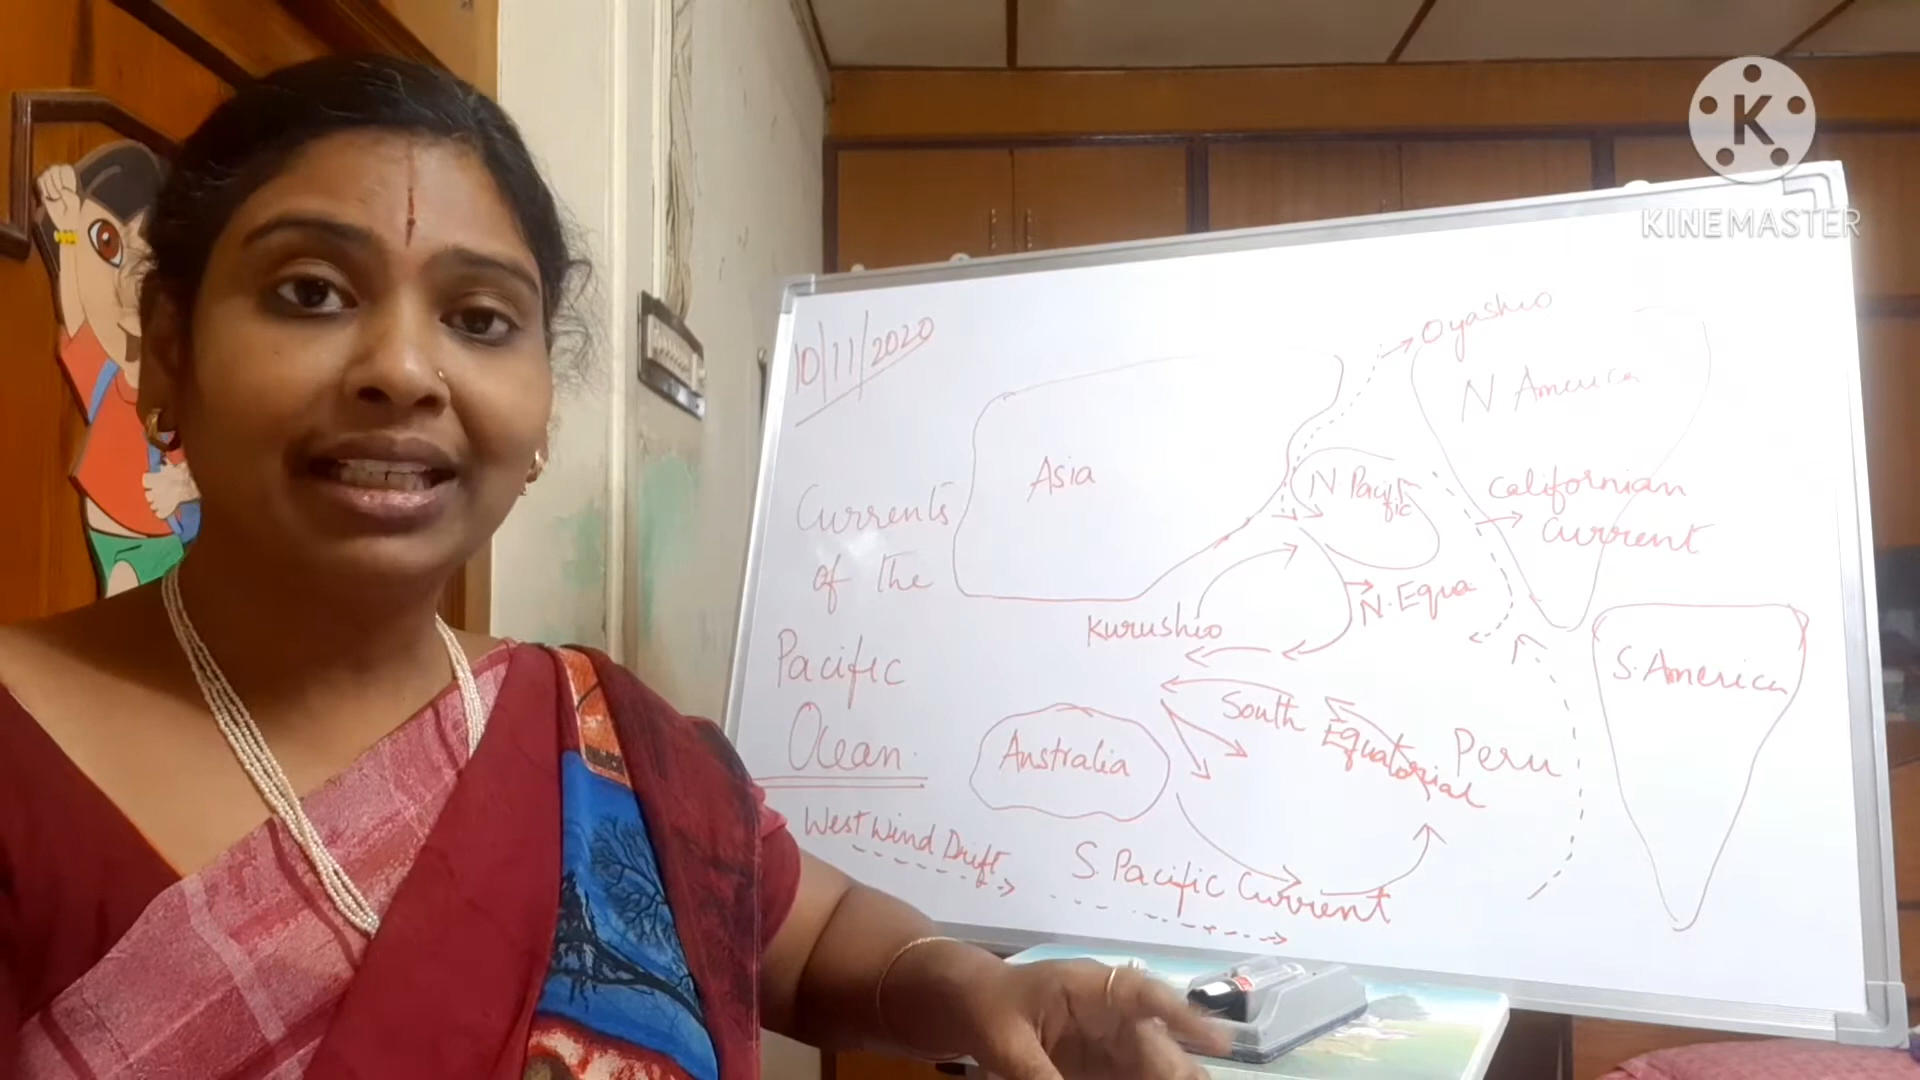 K
KINEMASTER
10/11/2020
Currents
of the
Pacific
Ocean.
West Wind Drift
Asia
Oyashio
N America
N Pacific
Californian
Current
Kurushio
N. Equa
S. America
South Equatorial
Peru
Australia
S. Pacific Current